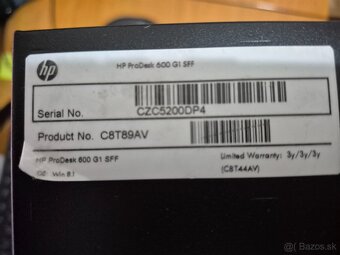 hp
HP ProDesk 600 G1 SFF
Serial No. CZC5200DP4
Product No. C8T89AV
HP ProDesk 600 G1 SFF
Limited Warranty: 3y/3y/3y
OS: Win 8.1
(C8T44AV)
© Bazos.sk